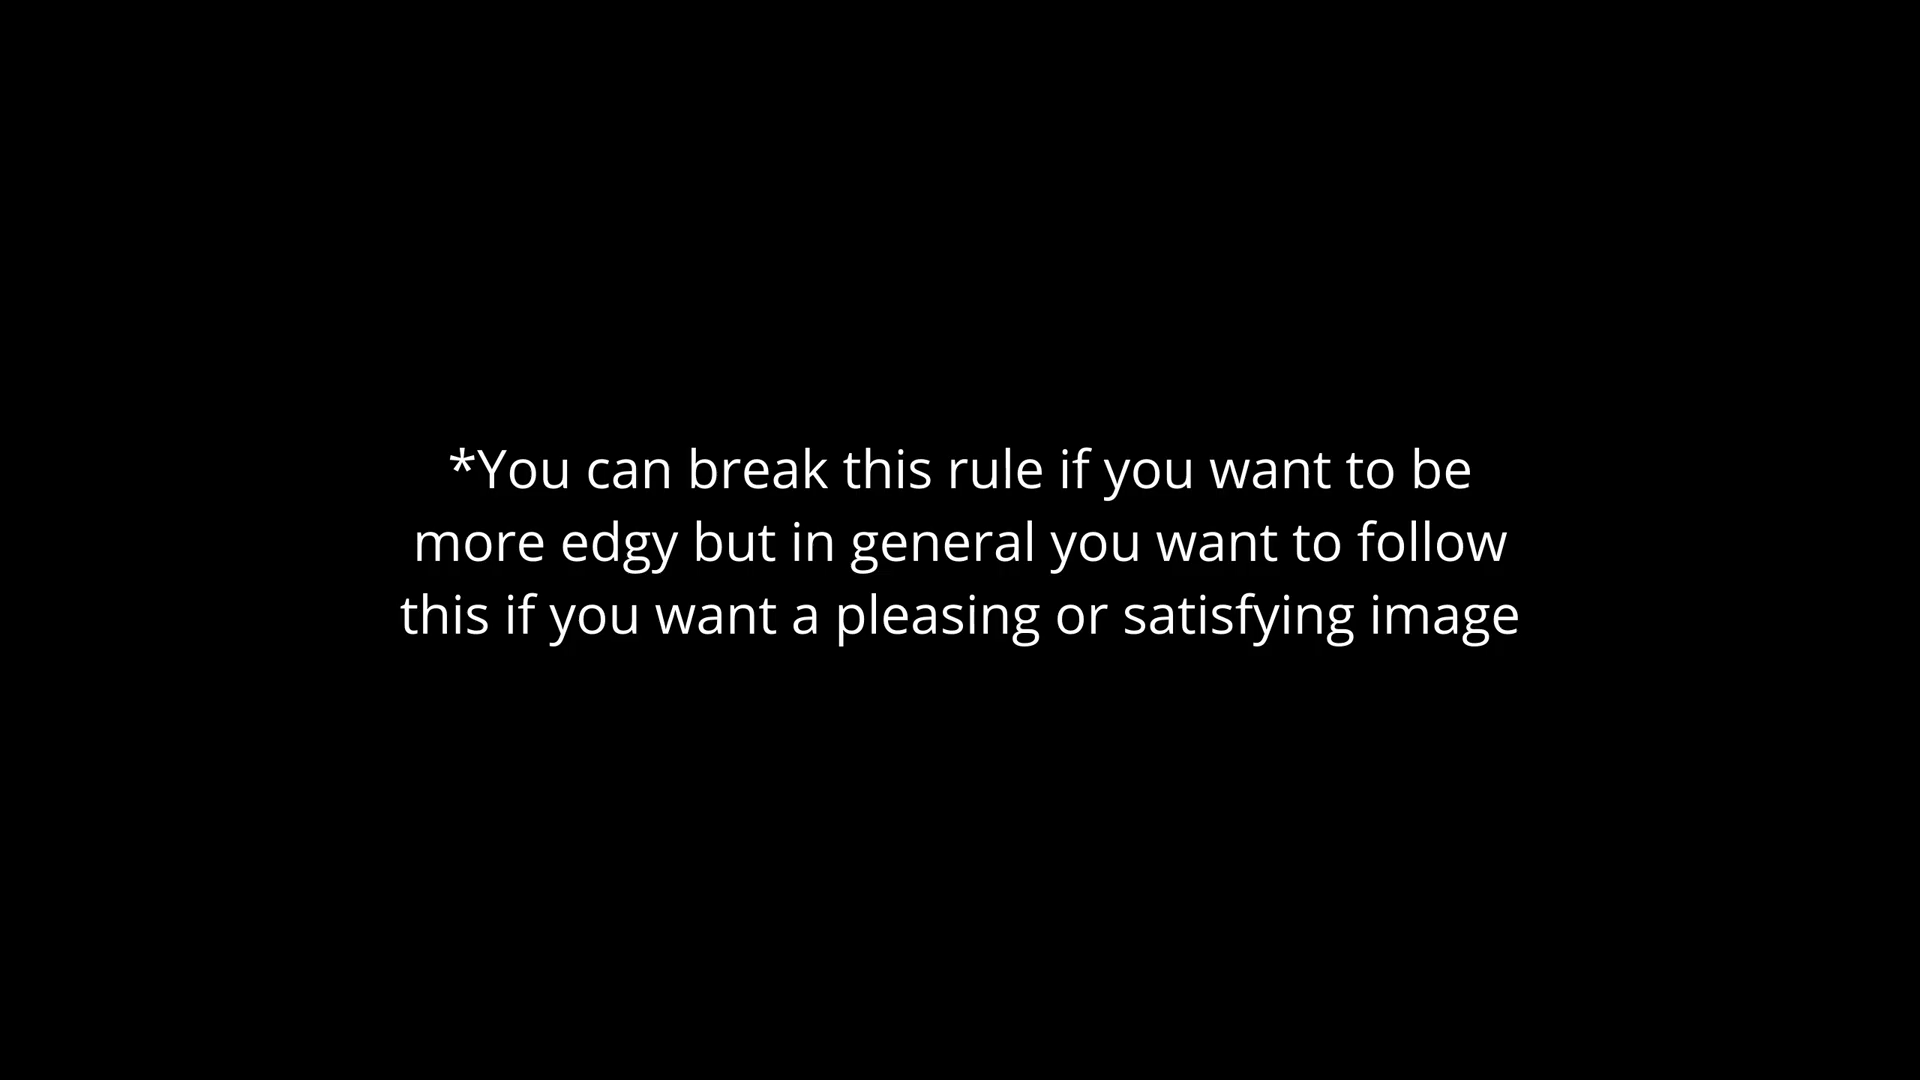 *You can break this rule if you want to be
more edgy but in general you want to follow
this if you want a pleasing or satisfying image